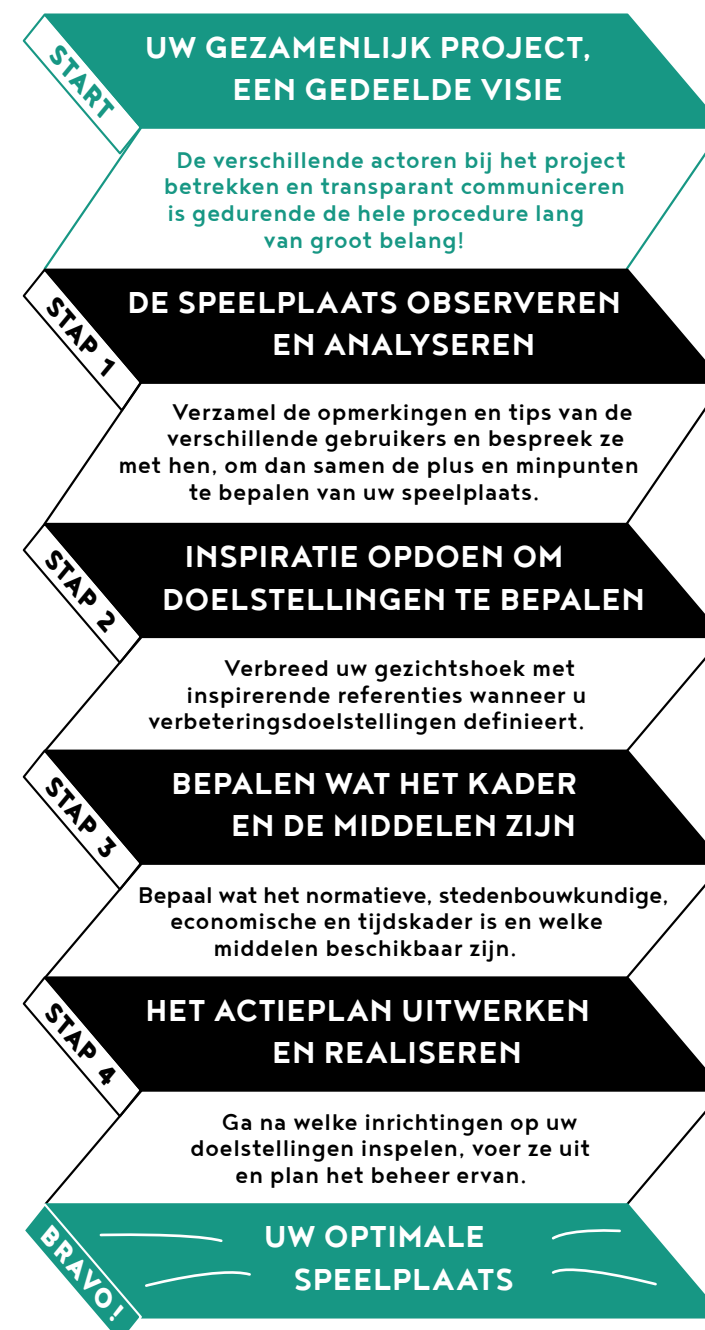 START
UW GEZAMENLIJK PROJECT,
EEN GEDEELDE VISIE
De verschillende actoren bij het project
betrekken en transparant communiceren
is gedurende de hele procedure lang
van groot belang!
STAP 1
DE SPEELPLAATS OBSERVEREN
EN ANALYSEREN
Verzamel de opmerkingen en tips van de
verschillende gebruikers en bespreek ze
met hen, om dan samen de plus en minpunten
te bepalen van uw speelplaats.
STAP 2
INSPIRATIE OPDOEN OM
DOELSTELLINGEN TE BEPALEN
Verbreed uw gezichtshoek met
inspirerende referenties wanneer u
verbeteringsdoelstellingen definieert.
STAP 3
BEPALEN WAT HET KADER
EN DE MIDDELEN ZIJN
Bepaal wat het normatieve, stedenbouwkundige,
economische en tijdskader is en welke
middelen beschikbaar zijn.
STAP 4
HET ACTIEPLAN UITWERKEN
EN REALISEREN
Ga na welke inrichtingen op uw
doelstellingen inspelen, voer ze uit
en plan het beheer ervan.
BRAVO!
UW OPTIMALE
SPEELPLAATS